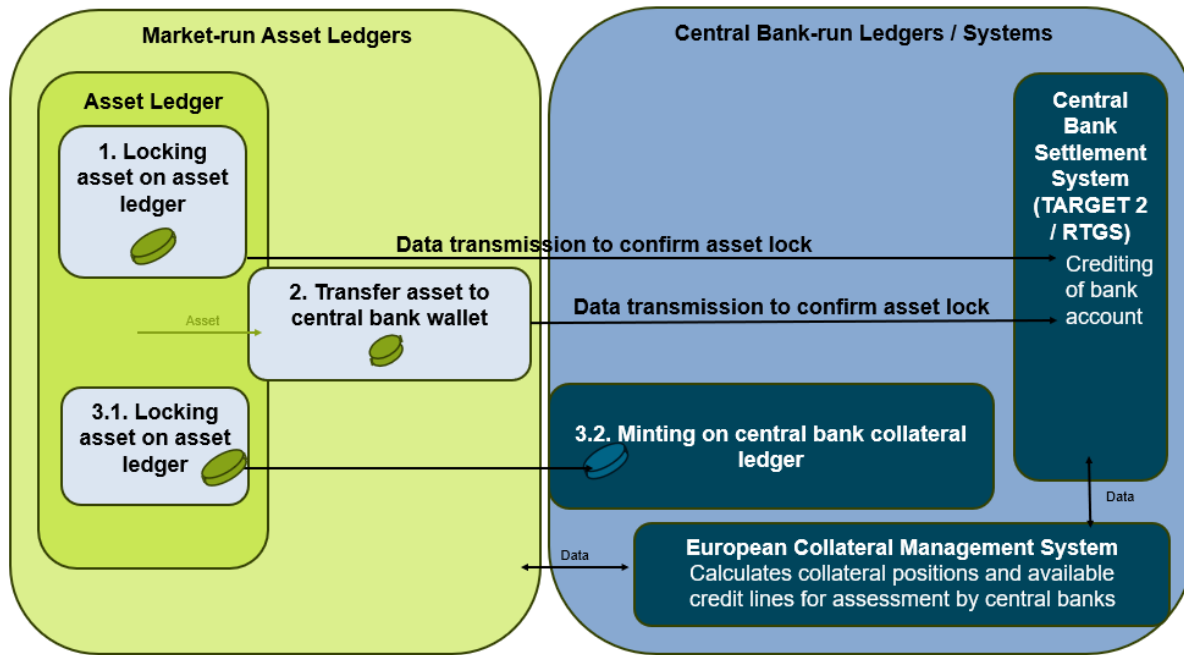 Market-run Asset Ledgers
Central Bank-run Ledgers / Systems
Asset Ledger
1. Locking
asset on asset
ledger
Central
Bank
Settlement
System
(TARGET 2
/ RTGS)
Crediting
of bank
account
Data transmission to confirm asset lock
2. Transfer asset to
central bank wallet
Data transmission to confirm asset lock
Asset
3.1. Locking
asset on asset
ledger
3.2. Minting on central bank collateral
ledger
Data
Data
European Collateral Management System
Calculates collateral positions and available
credit lines for assessment by central banks